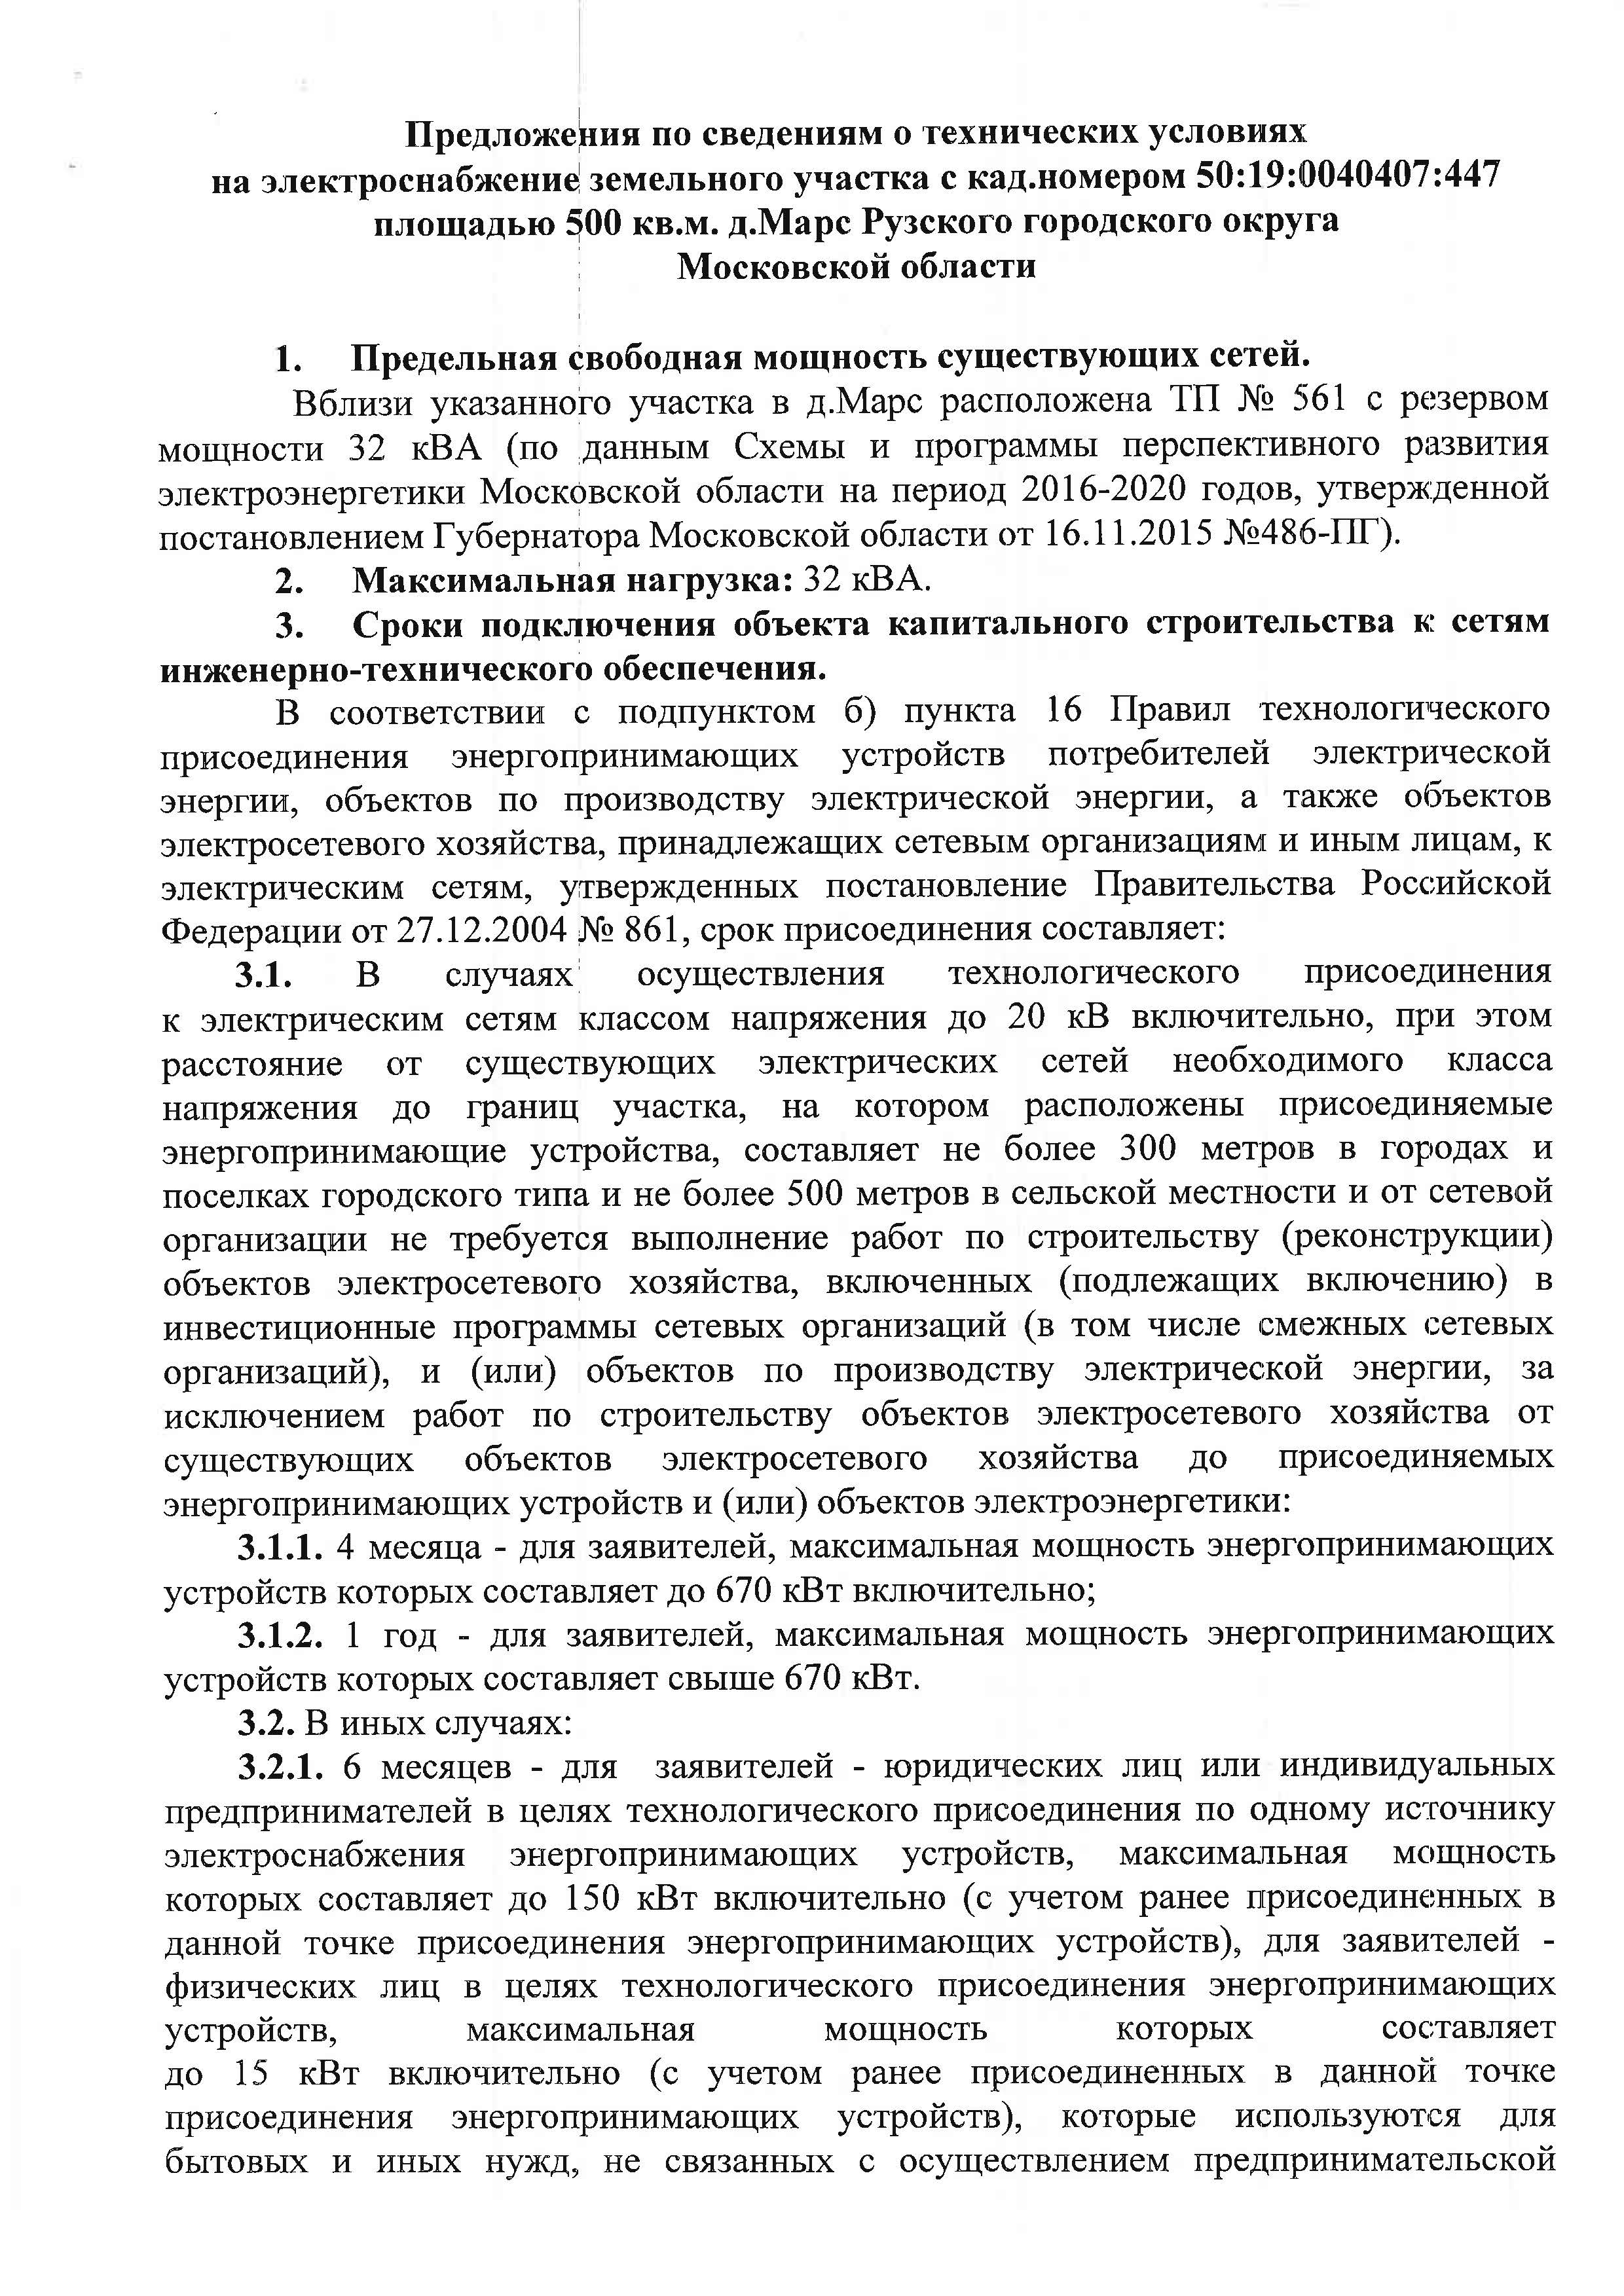 Предложения по сведениям о технических условиях
на электроснабжение земельного участка с кад.номером 50:19:0040407:447
площадью 500 кв.м. д.Марс Рузского городского округа
Московской области
1. Предельная свободная мощность существующих сетей.
Вблизи указанного участка в д.Марс расположена ТП № 561 с резервом
мощности 32 кВА (по данным Схемы и программы перспективного развития
электроэнергетики Московской области на период 2016-2020 годов, утвержденной
постановлением Губернатора Московской области от 16.11.2015 №486-ПГ).
2. Максимальная нагрузка: 32 кВА.
3. Сроки подключения объекта капитального строительства к сетям
инженерно-технического обеспечения.
В соответствии с подпунктом б) пункта 16 Правил технологического
присоединения энергопринимающих устройств потребителей электрической
энергии, объектов по производству электрической энергии, а также объектов
электросетевого хозяйства, принадлежащих сетевым организациям и иным лицам, к
электрическим сетям, утвержденных постановление Правительства Российской
Федерации от 27.12.2004 № 861, срок присоединения составляет:
3.1. В случаях осуществления технологического присоединения
к электрическим сетям классом напряжения до 20 кВ включительно, при этом
расстояние от существующих электрических сетей необходимого класса
напряжения до границ участка, на котором расположены присоединяемые
энергопринимающие устройства, составляет не более 300 метров в городах и
поселках городского типа и не более 500 метров в сельской местности и от сетевой
организации не требуется выполнение работ по строительству (реконструкции)
объектов электросетевого хозяйства, включенных (подлежащих включению) в
инвестиционные программы сетевых организаций (в том числе смежных сетевых
организаций), и (или) объектов по производству электрической энергии, за
исключением работ по строительству объектов электросетевого хозяйства от
существующих объектов электросетевого хозяйства до присоединяемых
энергопринимающих устройств и (или) объектов электроэнергетики:
3.1.1. 4 месяца - для заявителей, максимальная мощность энергопринимающих
устройств которых составляет до 670 кВт включительно;
3.1.2. 1 год - для заявителей, максимальная мощность энергопринимающих
устройств которых составляет свыше 670 кВт.
3.2. В иных случаях:
3.2.1. 6 месяцев - для заявителей - юридических лиц или индивидуальных
предпринимателей в целях технологического присоединения по одному источнику
электроснабжения энергопринимающих устройств, максимальная мощность
которых составляет до 150 кВт включительно (с учетом ранее присоединенных в
данной точке присоединения энергопринимающих устройств), для заявителей -
физических лиц в целях технологического присоединения энергопринимающих
устройств, максимальная мощность которых составляет
до 15 кВт включительно (с учетом ранее присоединенных в данной точке
присоединения энергопринимающих устройств), которые используются для
бытовых и иных нужд, не связанных с осуществлением предпринимательской